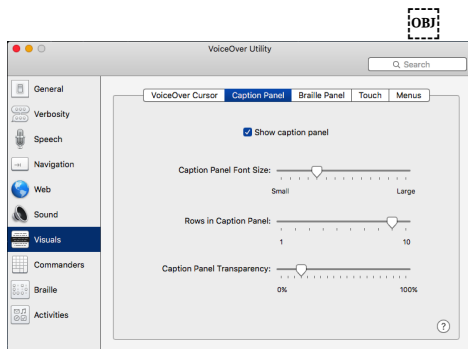 OBJ
VoiceOver Utility
Search
General
Verbosity
Speech
Navigation
Web
Sound
Visuals
Commanders
Braille
Activities
VoiceOver Cursor Caption Panel Braille Panel Touch Menus
Show caption panel
Caption Panel Font Size:
Small Large
Rows in Caption Panel:
1 10
Caption Panel Transparency:
0% 100%
?